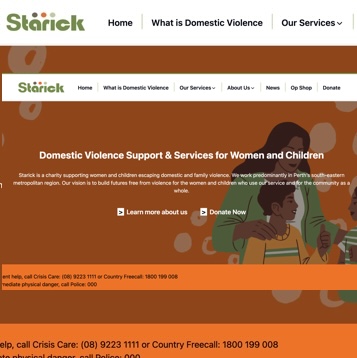 Starick
Home What is Domestic Violence Our Services
Starick
Home What is Domestic Violence Our Services About Us News Op Shop Donate
Domestic Violence Support & Services for Women and Children
Starick is a charity supporting women and children escaping domestic and family violence. We work predominantly in Perth's south-eastern
metropolitan region. Our vision is to build futures free from violence for the women and children who use our service and for the community as a
whole.
Learn more about us Donate Now
ent help, call Crisis Care: (08) 9223 1111 or Country Freecall: 1800 199 008
mediate physical danger, call Police: 000
elp, call Crisis Care: (08) 9223 1111 or Country Freecall: 1800 199 008
ate physical danger, call Police: 000